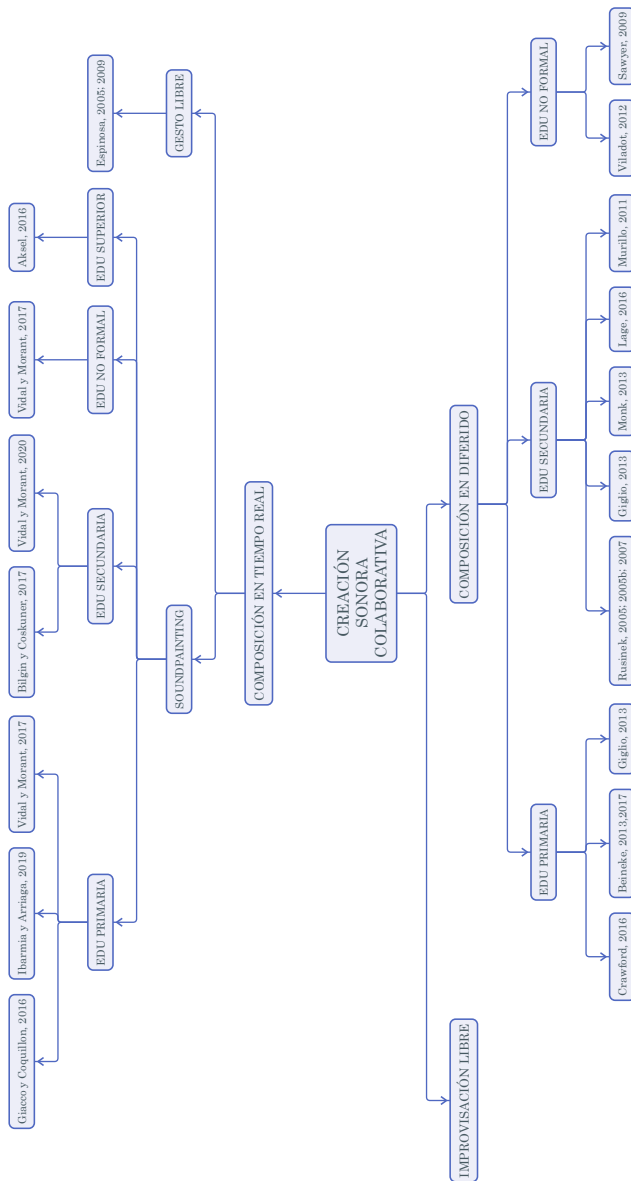 Giacco y Coquillon, 2016
Ibarmia y Arriaga, 2019
Vidal y Morant, 2017
Bilgin y Coskuner, 2017
Vidal y Morant, 2020
Vidal y Morant, 2017
Aksel, 2016
EDU PRIMARIA
EDU SECUNDARIA
EDU NO FORMAL
EDU SUPERIOR
Espinosa, 2005; 2009
SOUNDPAINTING
GESTO LIBRE
COMPOSICIÓN EN TIEMPO REAL
CREACIÓN
SONORA
COLABORATIVA
IMPROVISACIÓN LIBRE
COMPOSICIÓN EN DIFERIDO
EDU PRIMARIA
EDU SECUNDARIA
EDU NO FORMAL
Crawford, 2016
Beineke, 2013,2017
Giglio, 2013
Rusinek, 2005; 2005b; 2007
Giglio, 2013
Monk, 2013
Lage, 2016
Murillo, 2011
Viladot, 2012
Sawyer, 2009